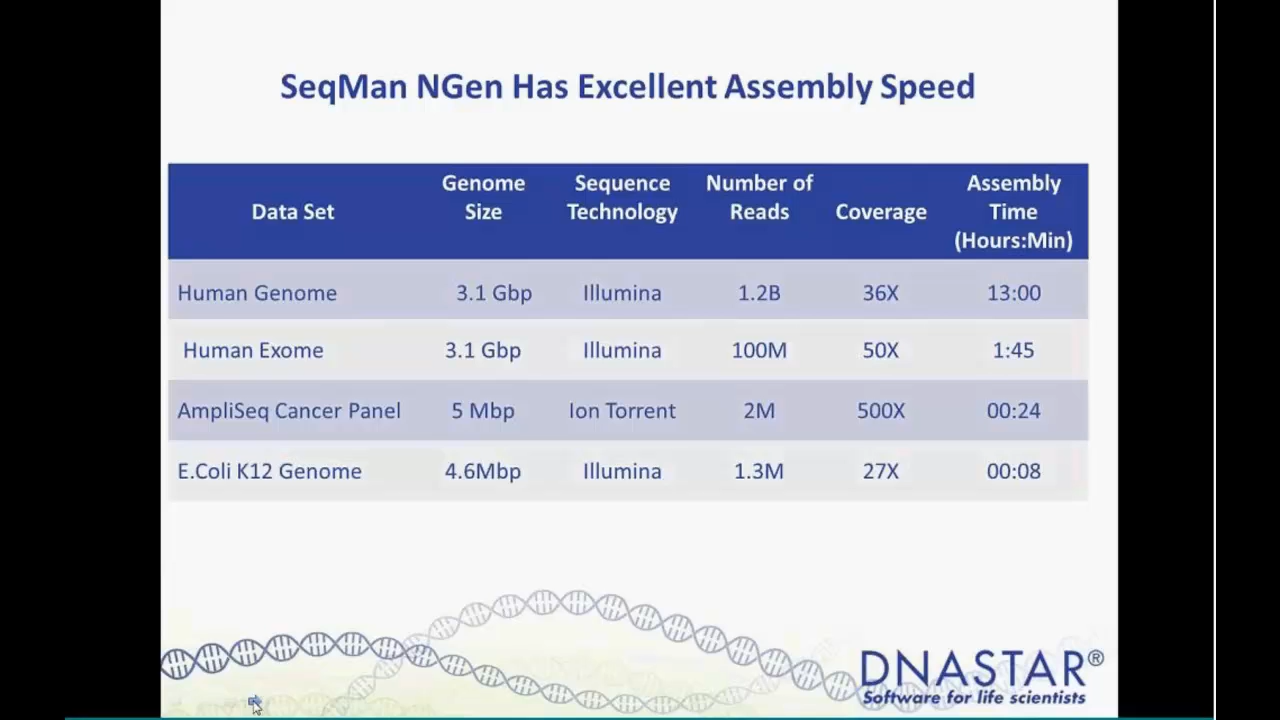 SeqMan NGen Has Excellent Assembly Speed
Data Set Genome Size Sequence Technology Number of Reads Coverage Assembly Time (Hours:Min)
Human Genome 3.1 Gbp Illumina 1.2B 36X 13:00
Human Exome 3.1 Gbp Illumina 100M 50X 1:45
AmpliSeq Cancer Panel 5 Mbp Ion Torrent 2M 500X 00:24
E.Coli K12 Genome 4.6Mbp Illumina 1.3M 27X 00:08
DNASTAR®
Software for life scientists